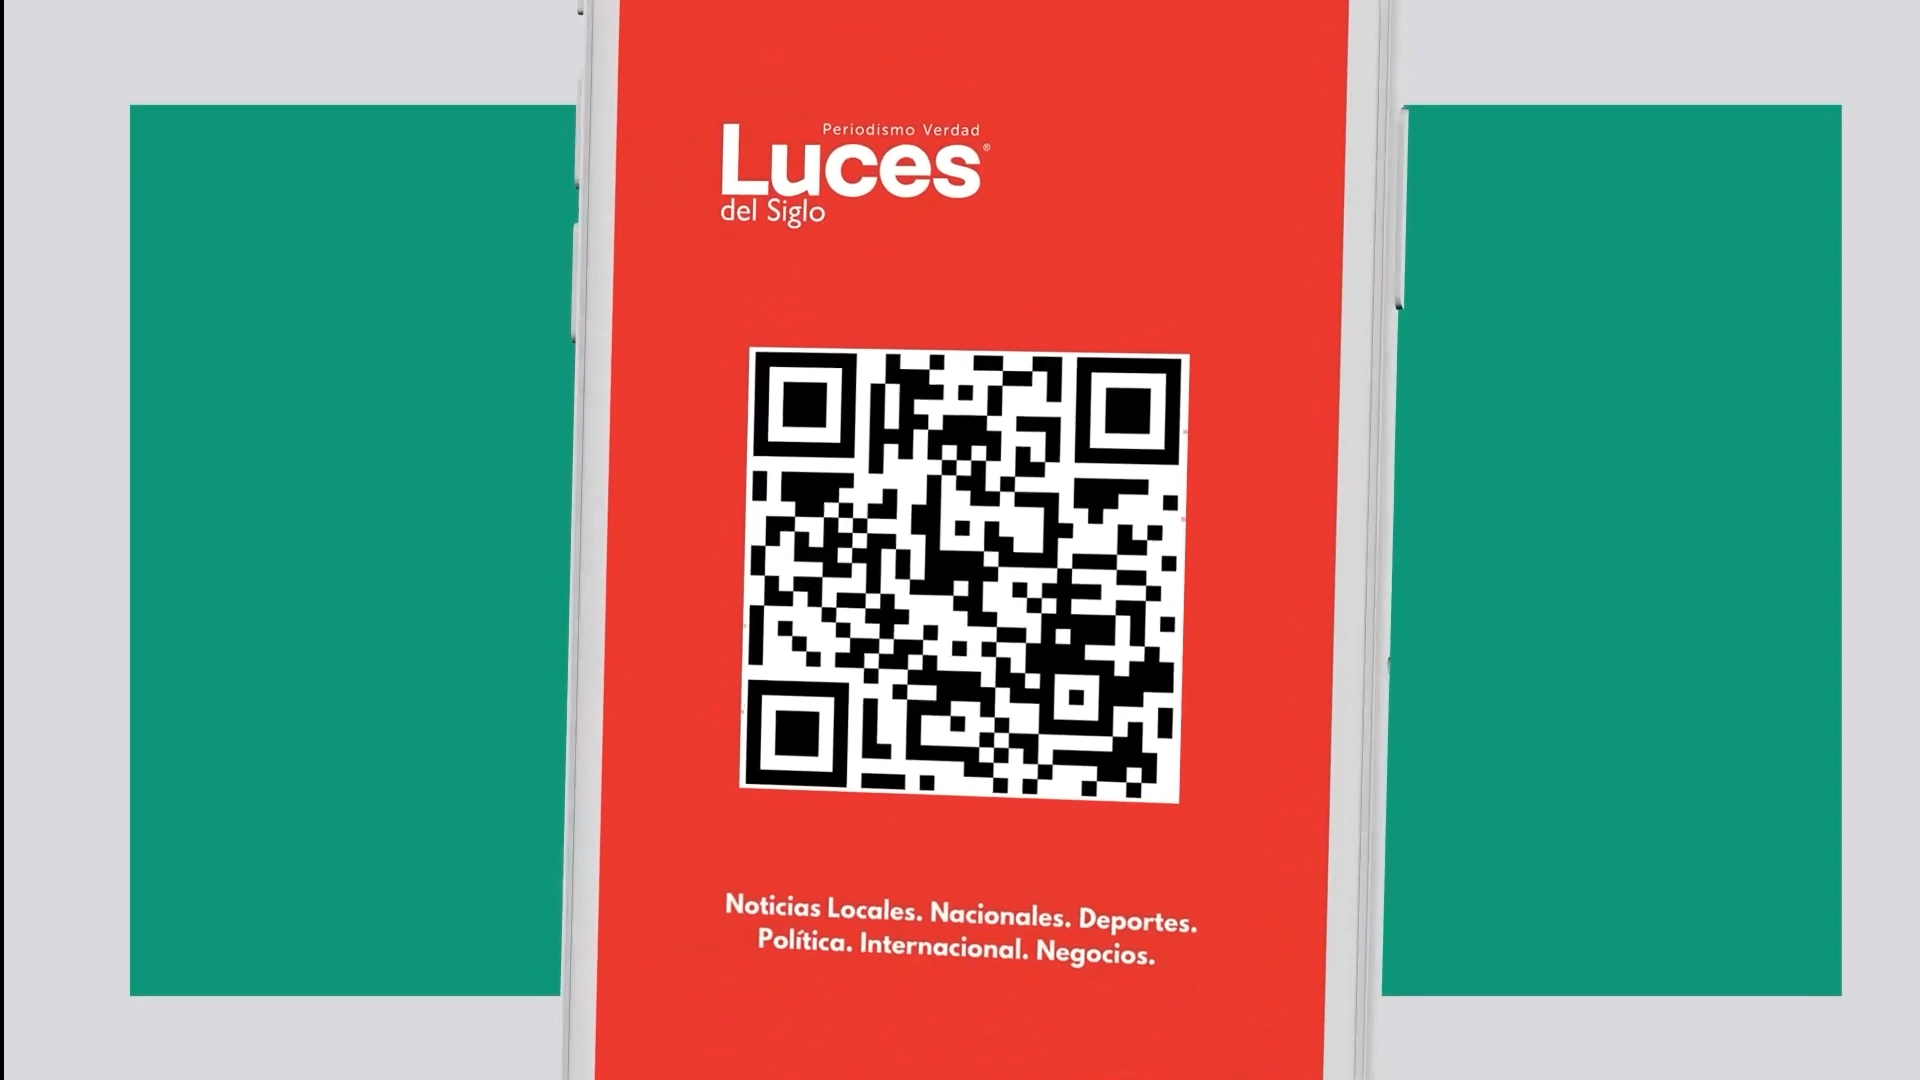 Periodismo Verdad
Luces®
del Siglo
Noticias Locales. Nacionales. Deportes.
Política. Internacional. Negocios.